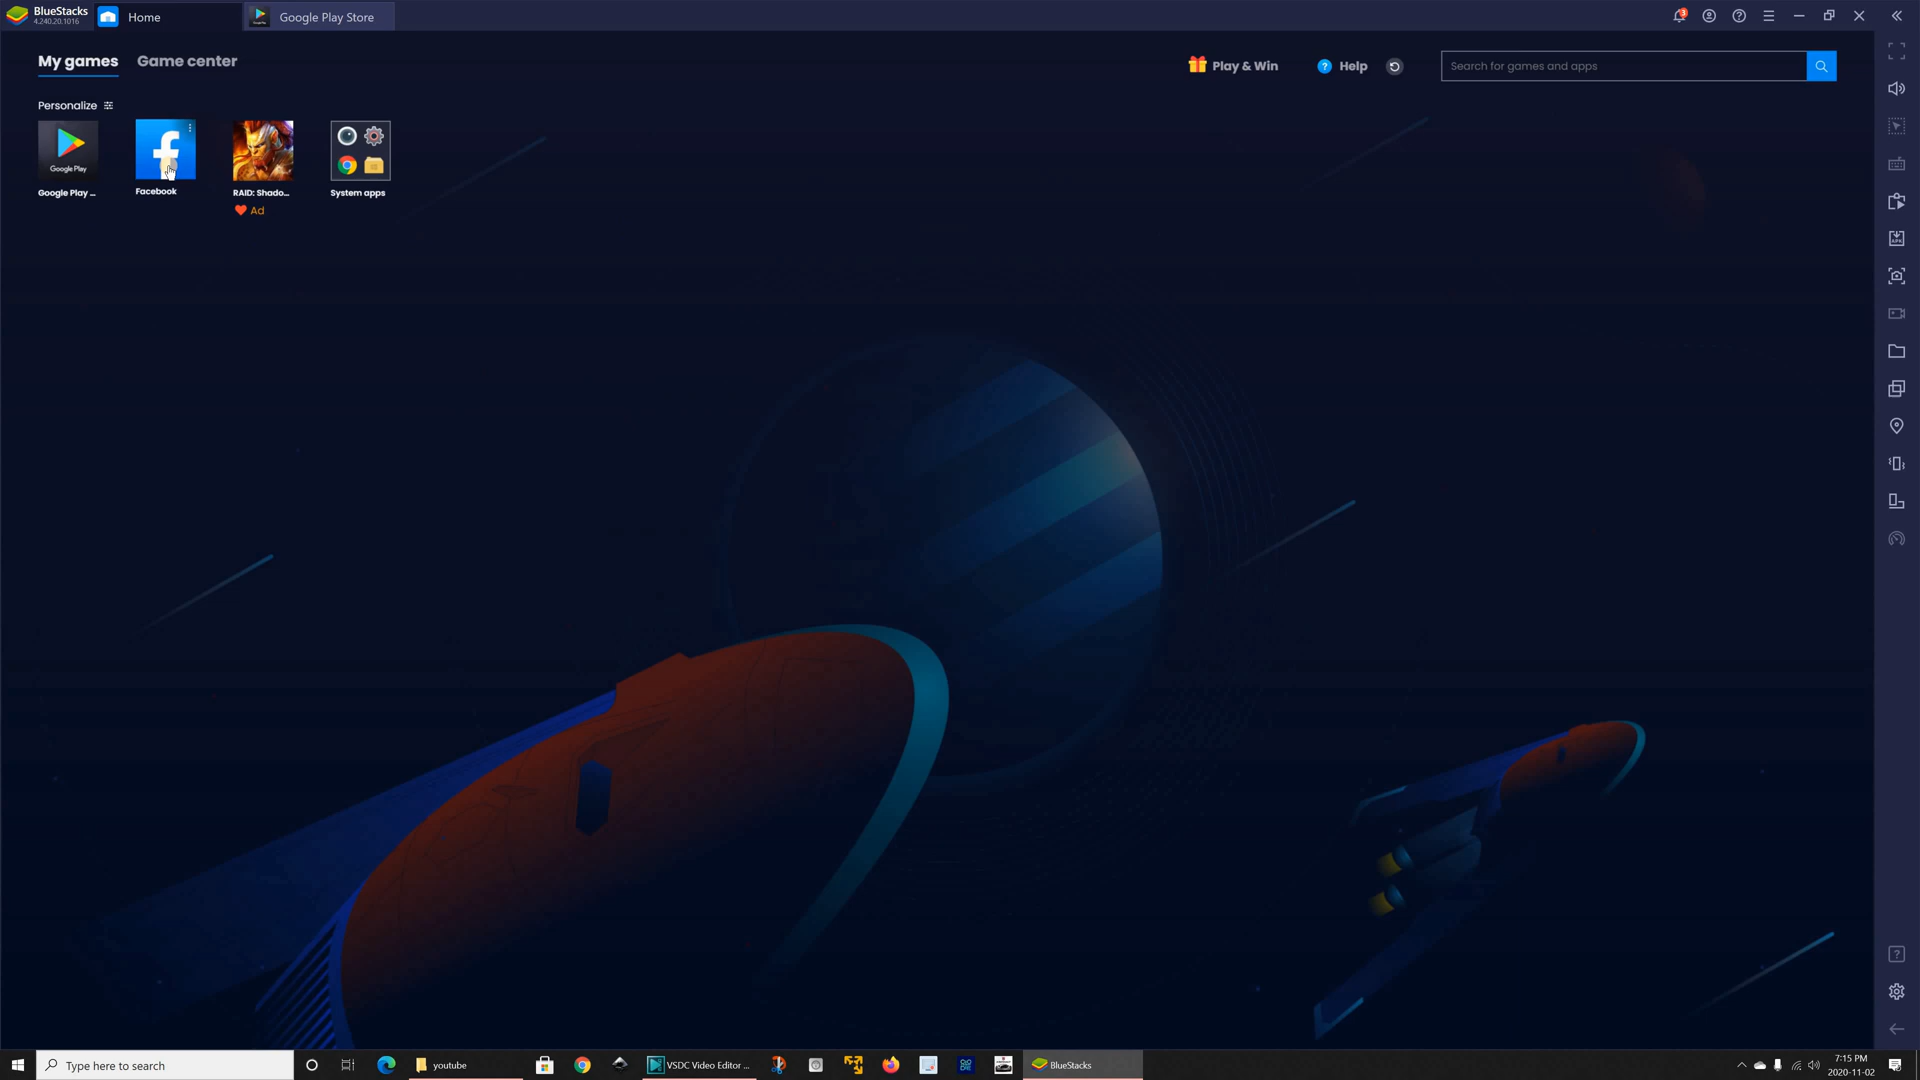 BlueStacks
4.240.20.1016
Home
Google Play Store
3
My games
Game center
Play & Win
? Help
Search for games and apps
Personalize
Google Play
Google Play ...
Facebook
RAID: Shado...
Ad
System apps
APK
Type here to search
youtube
VSDC Video Editor ...
BlueStacks
7:15 PM
2020-11-02